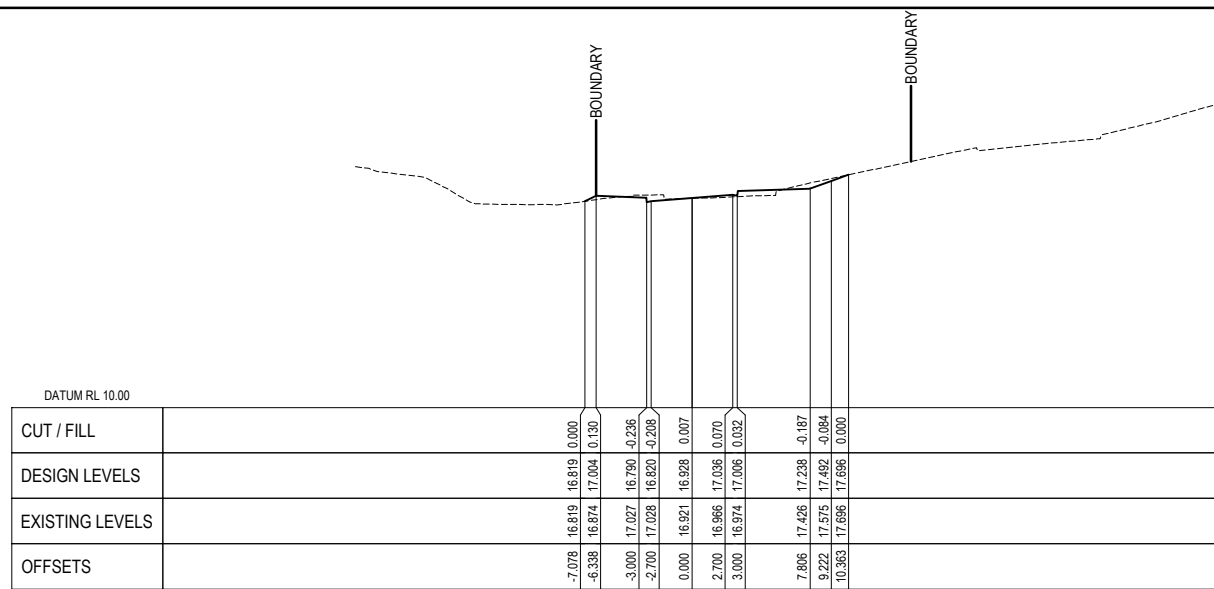 BOUNDARY
BOUNDARY
DATUM RL 10.00
CUT / FILL 0.000 0.130 -0.236 -0.208 0.007 0.070 0.032 -0.187 -0.084 0.000
DESIGN LEVELS 16.819 17.004 16.790 16.820 16.928 17.036 17.006 17.238 17.492 17.696
EXISTING LEVELS 16.819 16.874 17.027 17.028 16.921 16.966 16.974 17.426 17.575 17.696
OFFSETS -7.078 -6.338 -3.000 -2.700 0.000 2.700 3.000 7.806 9.222 10.363